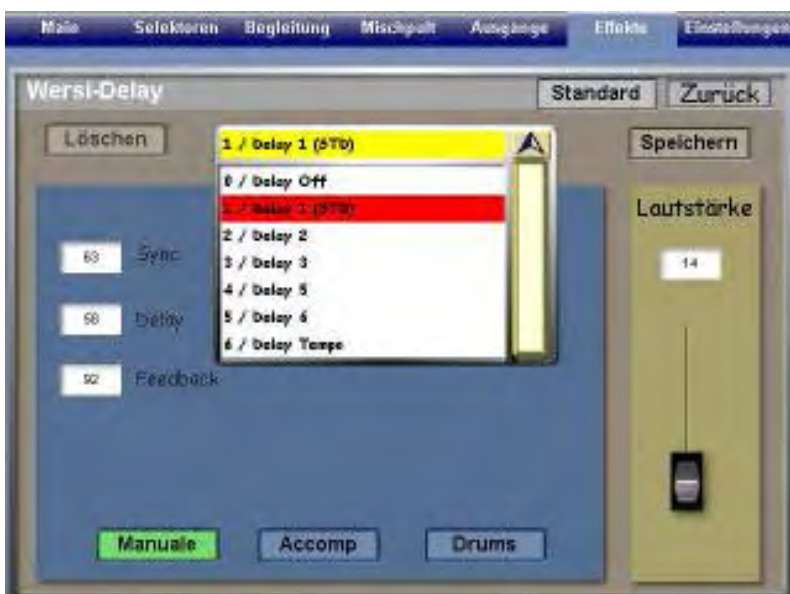 Main Selektoren Begleitung Mischpult Ausgänge Effekte Einstellungen
Wersi-Delay Standard Zurück
Löschen 1 / Delay 1 (STD) Speichern
0 / Delay Off
1 / Delay 1 (STD)
2 / Delay 2
3 / Delay 3
4 / Delay 5
5 / Delay 6
6 / Delay Tempo
63 Sync
58 Delay
92 Feedback
Lautstärke
14
Manuale Accomp Drums